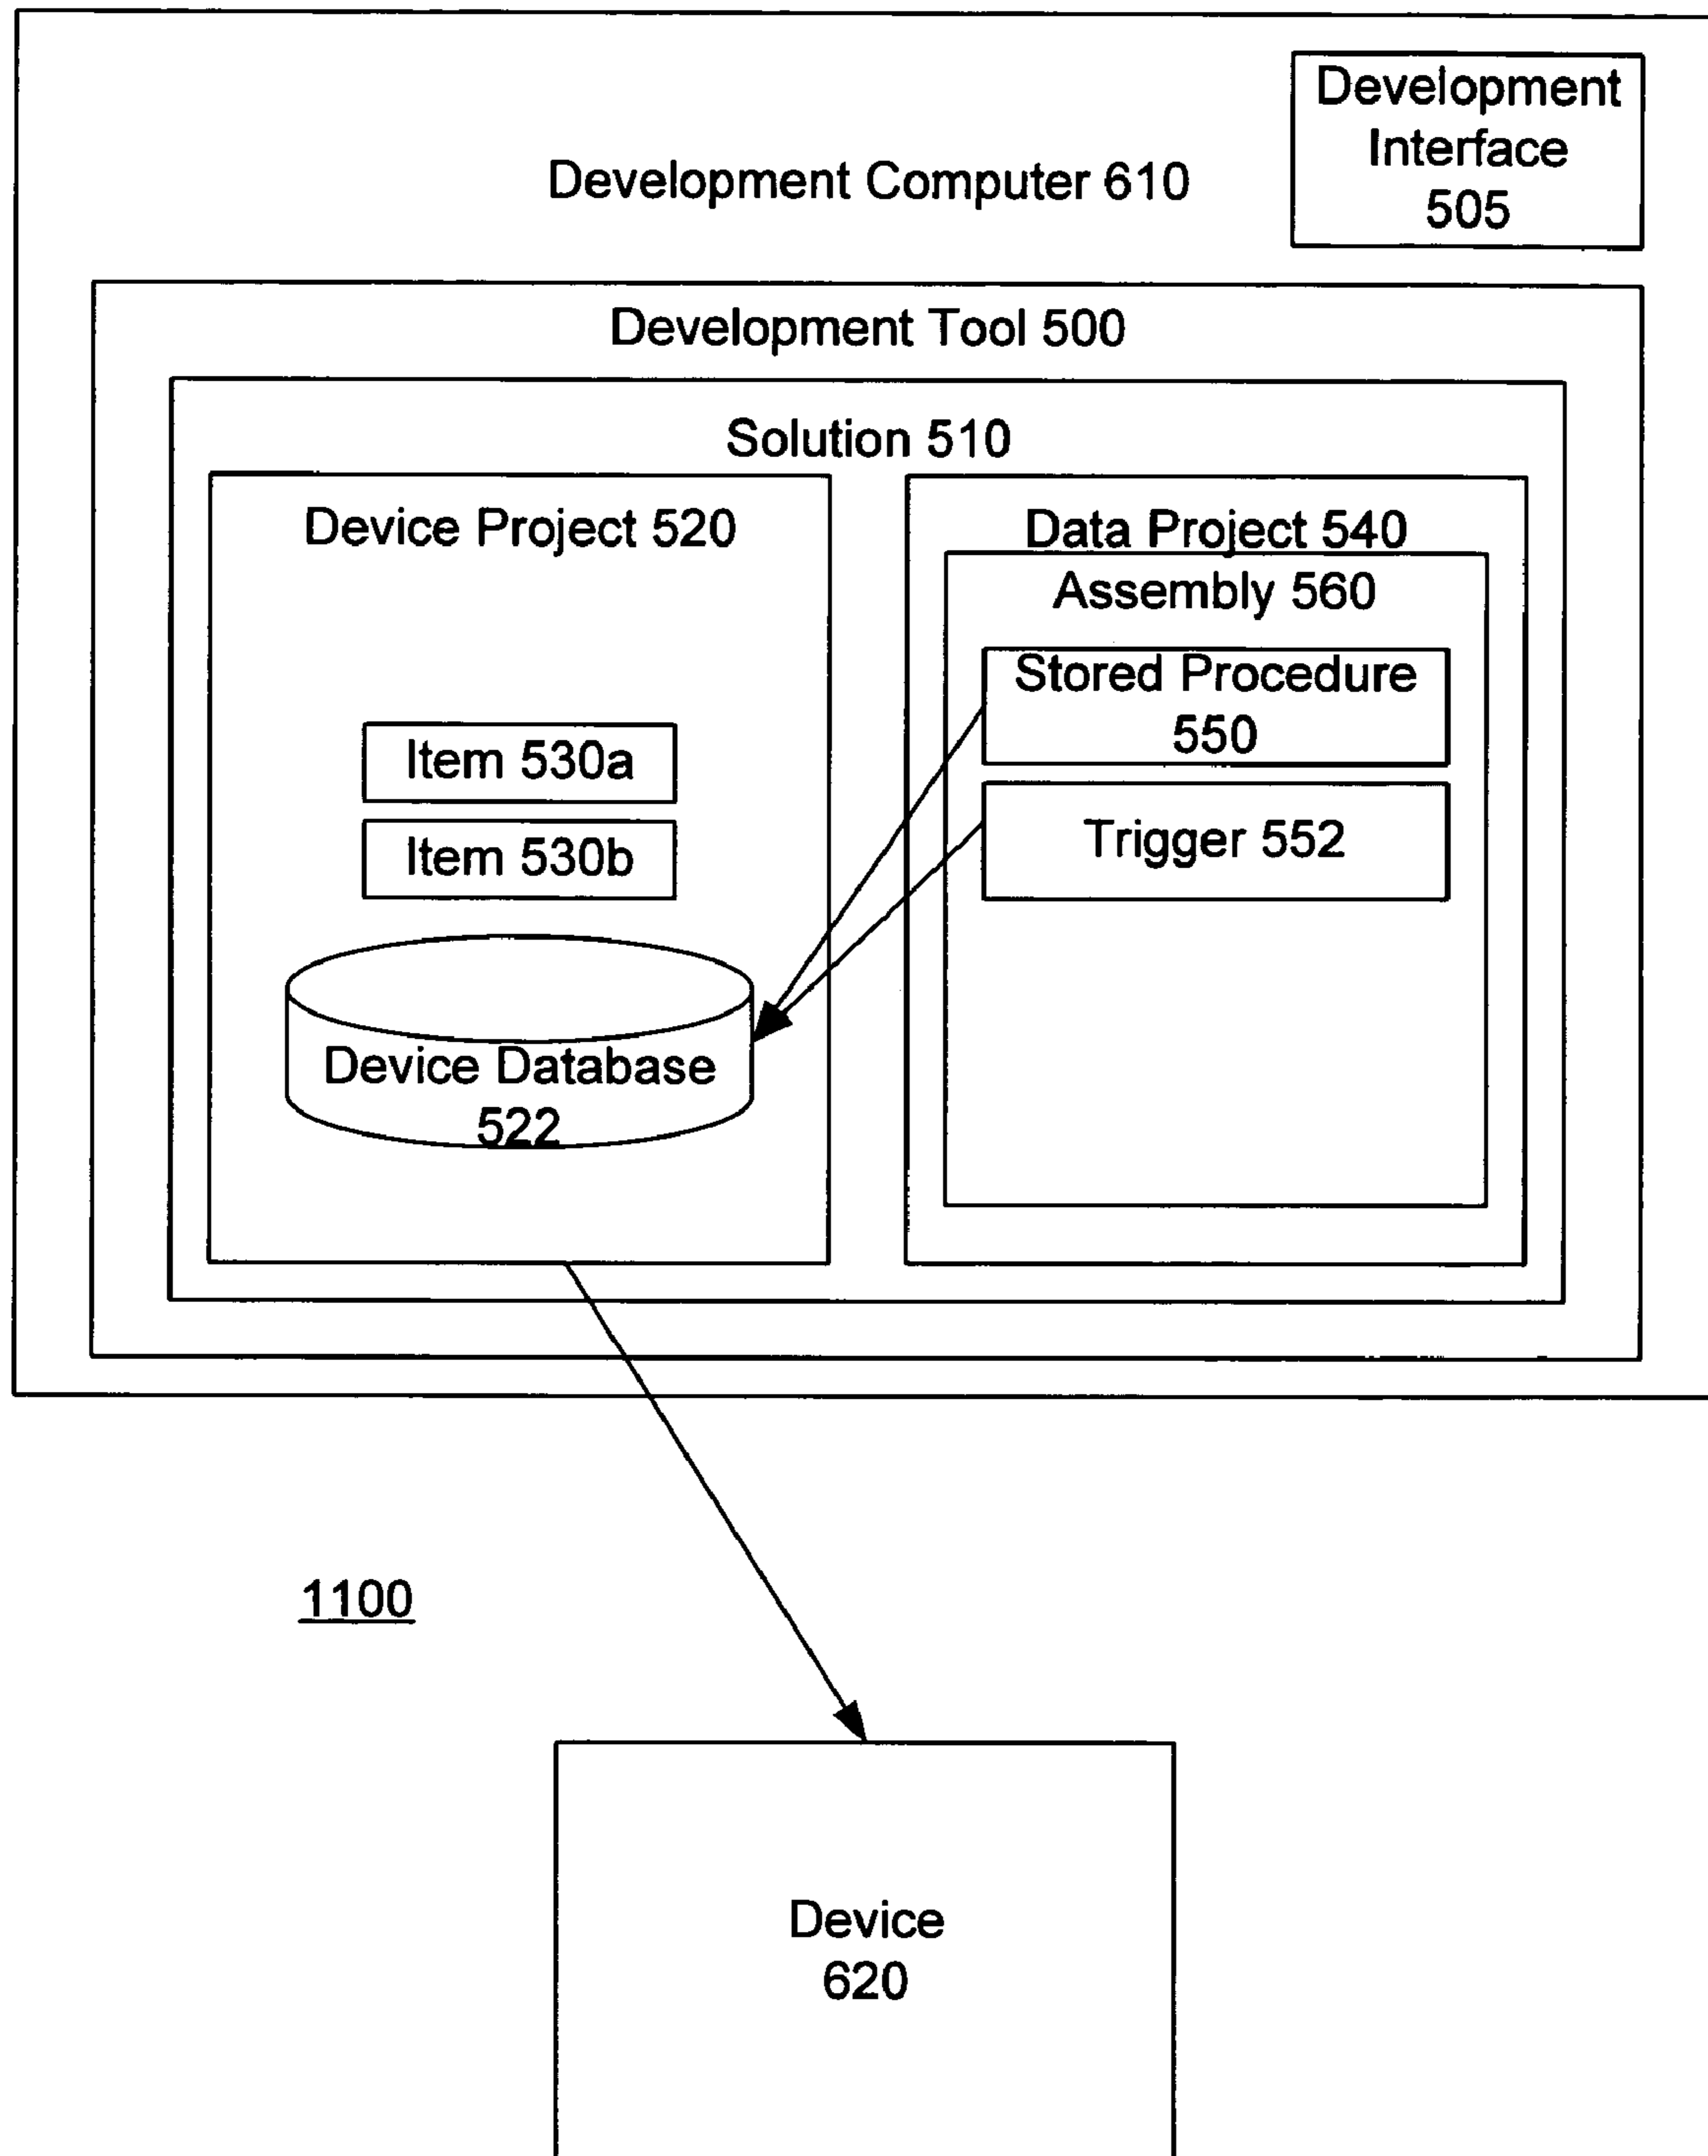 Development
Interface
505
Development Computer 610
Development Tool 500
Solution 510
Device Project 520
Data Project 540
Assembly 560
Stored Procedure
550
Item 530a
Trigger 552
Item 530b
Device Database
522
1100
Device
620